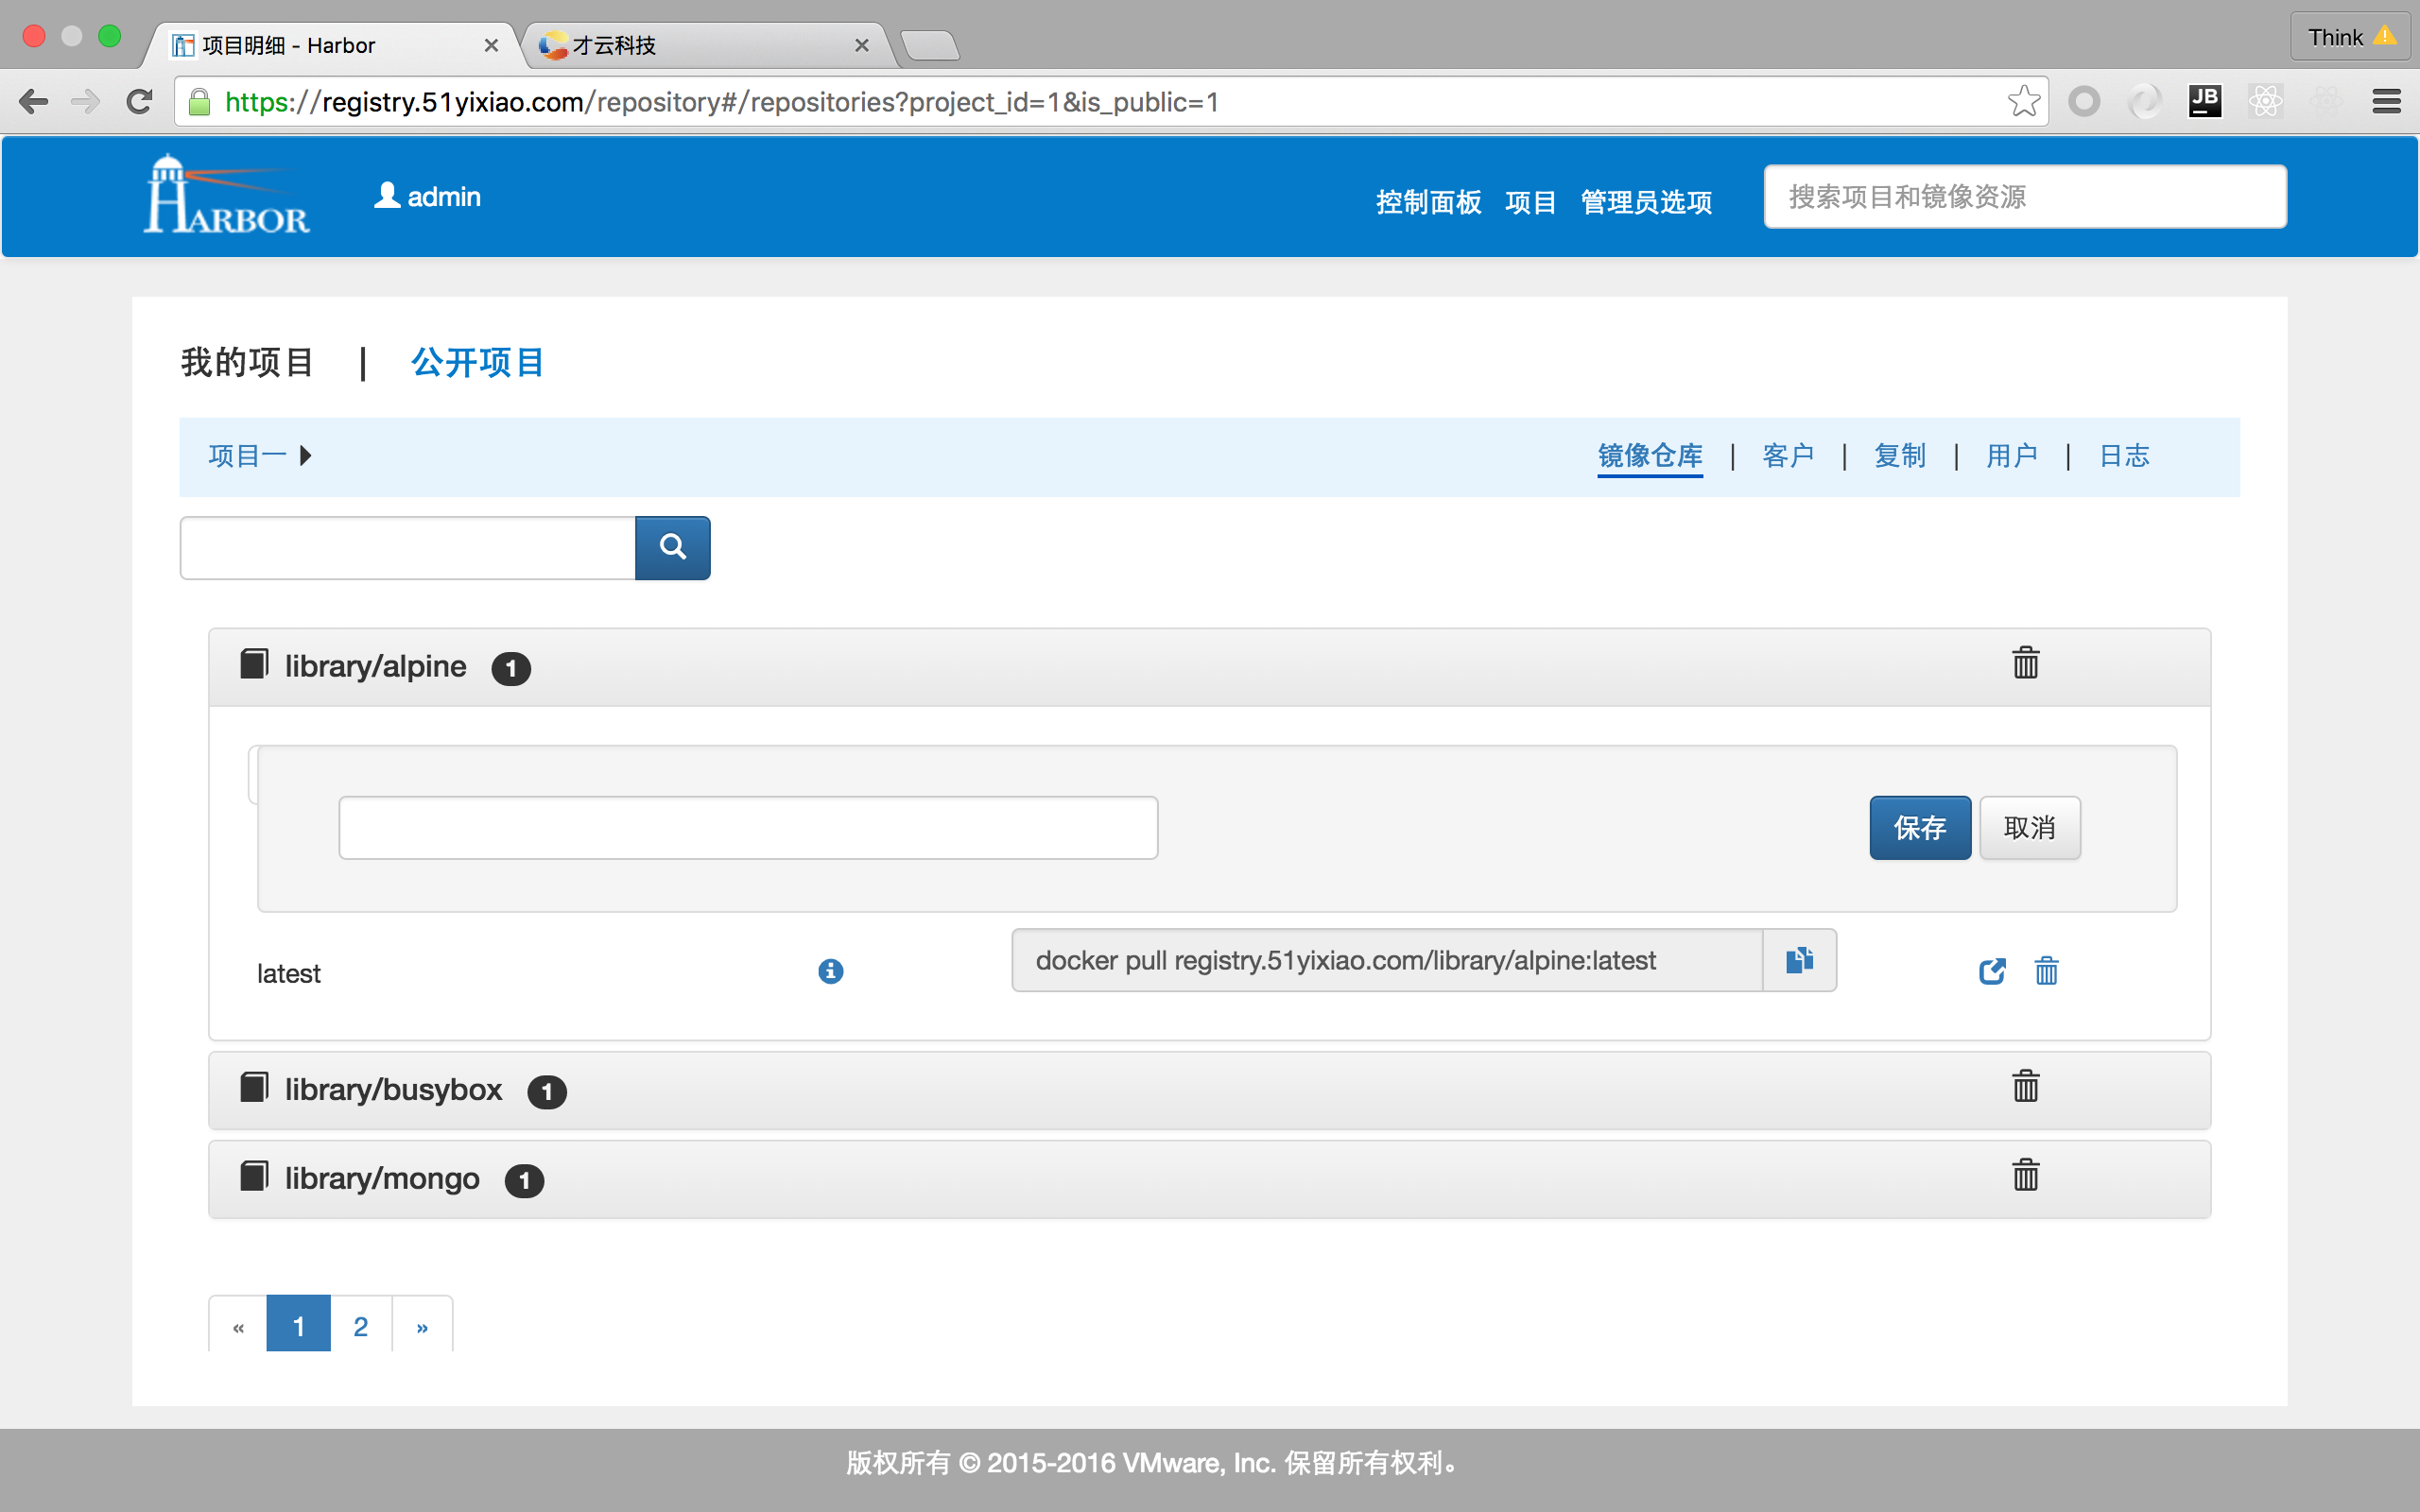 项目明细 - Harbor
才云科技
Think
https://registry.51yixiao.com/repository#/repositories?project_id=1&is_public=1
JB
HARBOR
admin
控制面板 项目 管理员选项
搜索项目和镜像资源
我的项目 | 公开项目
项目一
镜像仓库 | 客户 | 复制 | 用户 | 日志
library/alpine 1
保存 取消
latest
docker pull registry.51yixiao.com/library/alpine:latest
library/busybox 1
library/mongo 1
« 1 2 »
版权所有 © 2015-2016 VMware, Inc. 保留所有权利。